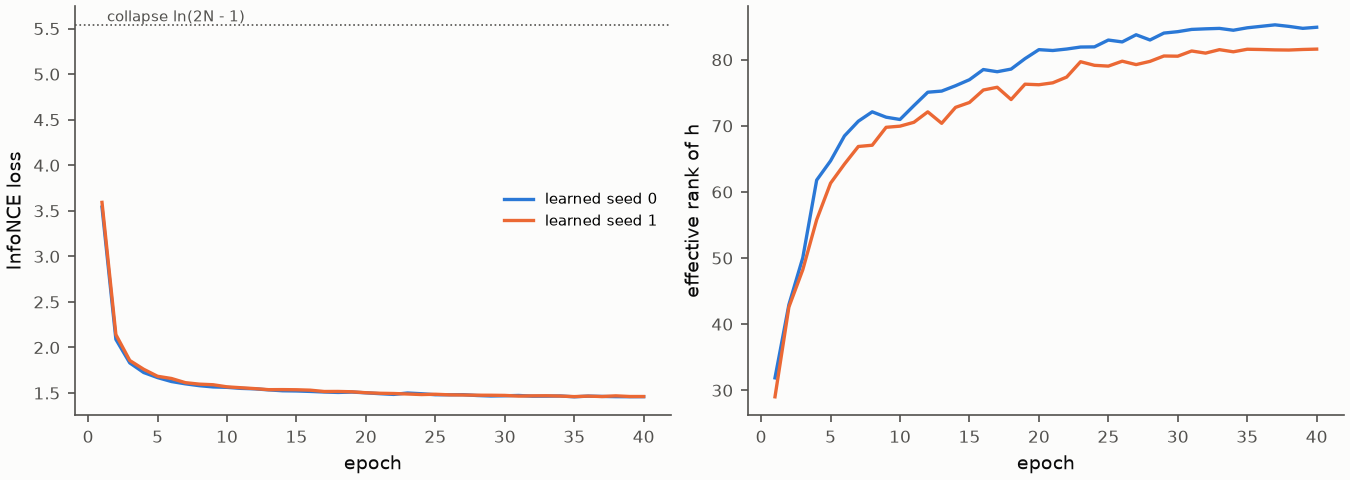 collapse ln(2N - 1)
5.5
5.0
4.5
4.0
3.5
3.0
2.5
2.0
1.5
InfoNCE loss
learned seed 0
learned seed 1
0 5 10 15 20 25 30 35 40
epoch
80
70
60
50
40
30
effective rank of h
0 5 10 15 20 25 30 35 40
epoch